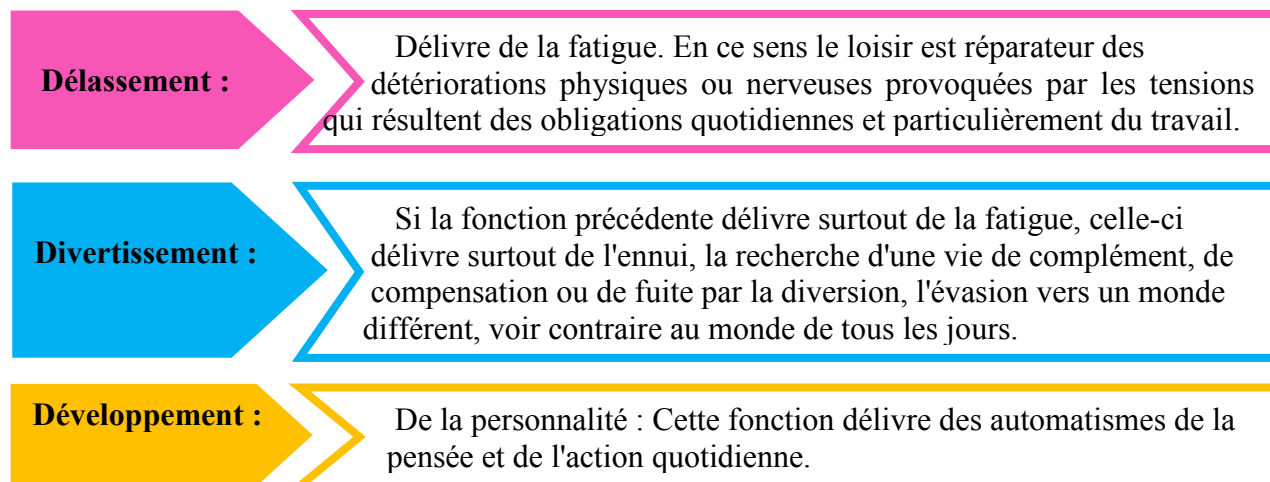 Délassement :
Délivre de la fatigue. En ce sens le loisir est réparateur des
détériorations physiques ou nerveuses provoquées par les tensions
qui résultent des obligations quotidiennes et particulièrement du travail.
Divertissement :
Si la fonction précédente délivre surtout de la fatigue, celle-ci
délivre surtout de l'ennui, la recherche d'une vie de complément, de
compensation ou de fuite par la diversion, l'évasion vers un monde
différent, voir contraire au monde de tous les jours.
Développement :
De la personnalité : Cette fonction délivre des automatismes de la
pensée et de l'action quotidienne.